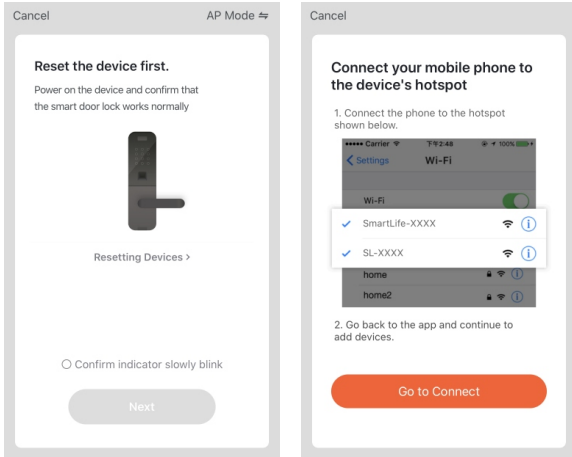 Cancel
AP Mode ⇋
Reset the device first.
Power on the device and confirm that
the smart door lock works normally
Resetting Devices >
Confirm indicator slowly blink
Next
Cancel
Connect your mobile phone to
the device's hotspot
1. Connect the phone to the hotspot
shown below.
Carrier 下午2:48 100%
Settings Wi-Fi
Wi-Fi
SmartLife-XXXX
SL-XXXX
home
home2
2. Go back to the app and continue to
add devices.
Go to Connect